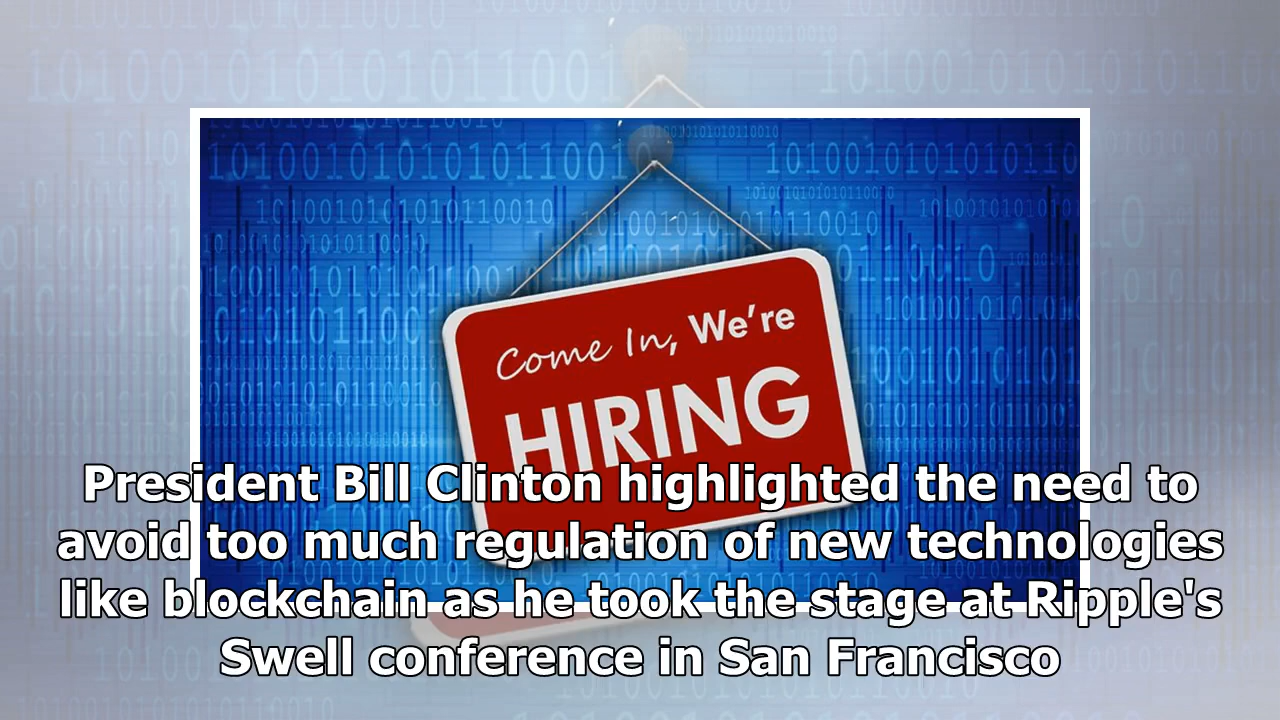 Come In, We're
HIRING
President Bill Clinton highlighted the need to
avoid too much regulation of new technologies
like blockchain as he took the stage at Ripple's
Swell conference in San Francisco